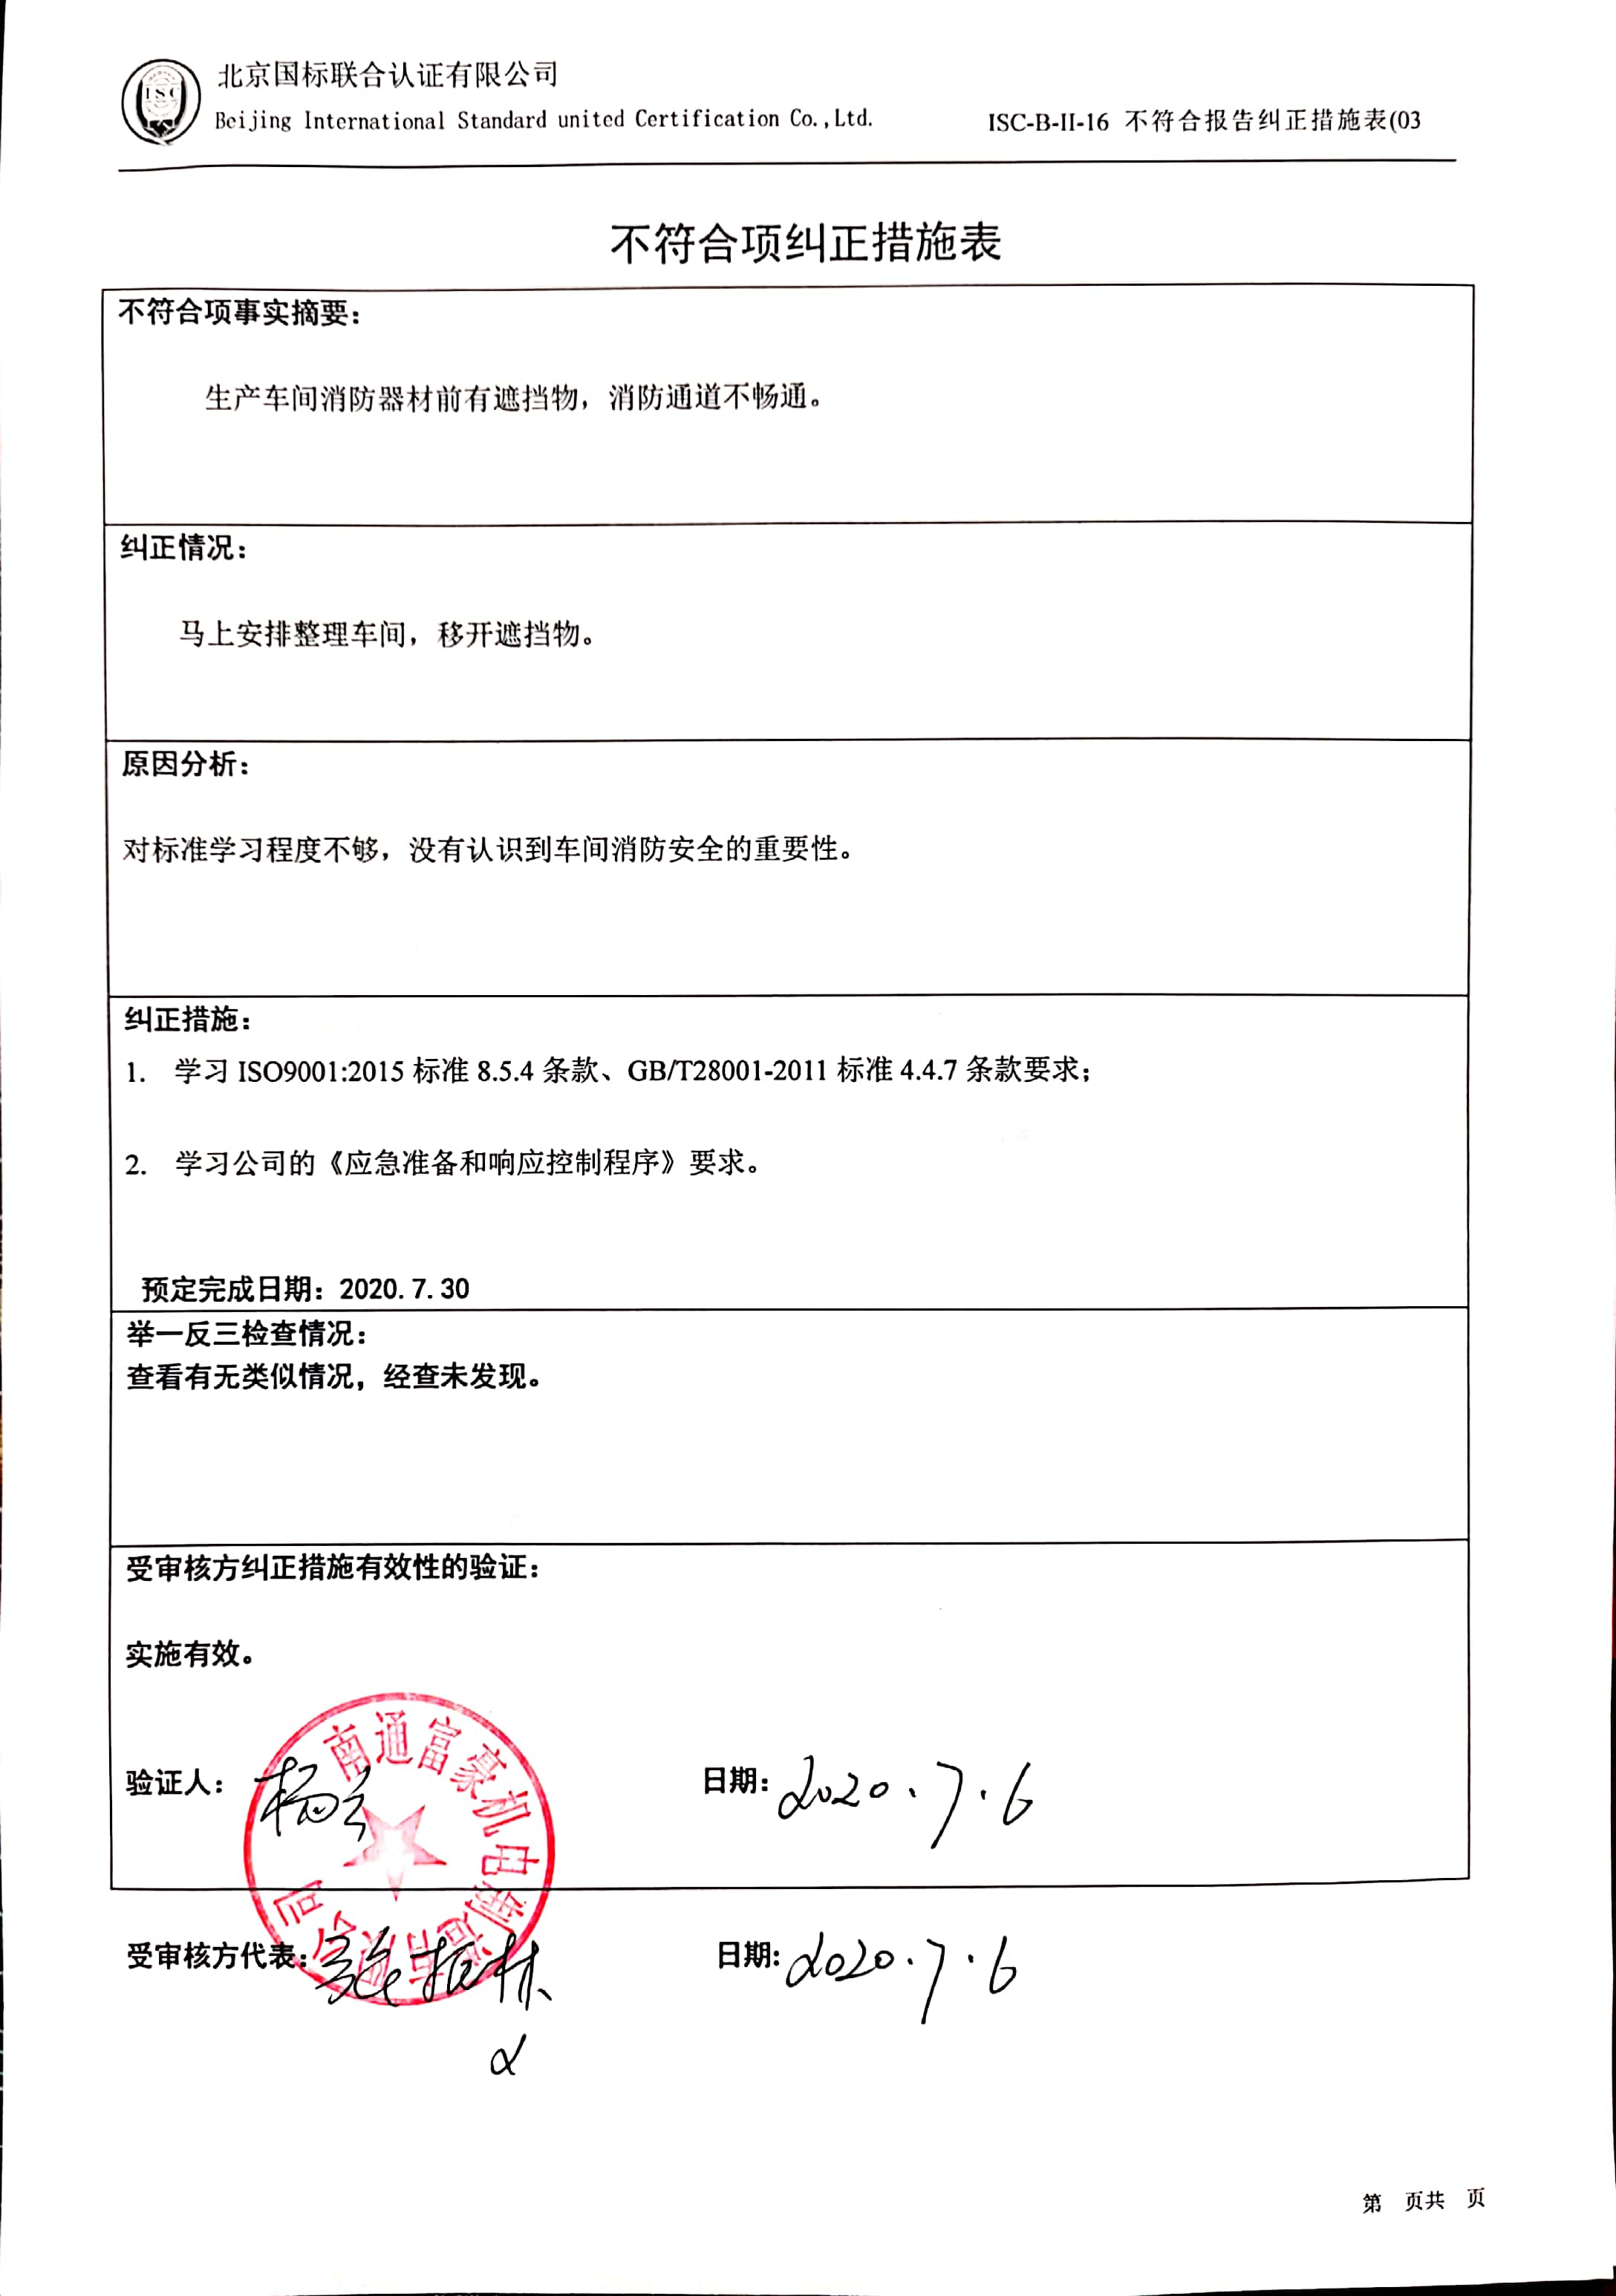 北京国标联合认证有限公司
Beijing International Standard united Certification Co.,Ltd.
ISC-B-II-16 不符合报告纠正措施表(03
ISC
不符合项纠正措施表
不符合项事实摘要:
生产车间消防器材前有遮挡物，消防通道不畅通。
纠正情况:
马上安排整理车间，移开遮挡物。
原因分析:
对标准学习程度不够，没有认识到车间消防安全的重要性。
纠正措施:
1. 学习 ISO9001:2015 标准 8.5.4 条款、GB/T28001-2011 标准 4.4.7 条款要求;
2. 学习公司的《应急准备和响应控制程序》要求。
预定完成日期: 2020.7.30
举一反三检查情况:
查看有无类似情况，经查未发现。
受审核方纠正措施有效性的验证:
实施有效。
南通富豪机电制造有限公司
验证人:
日期: 2020.7.6
受审核方代表:
日期: 2020.7.6
第 页共 页